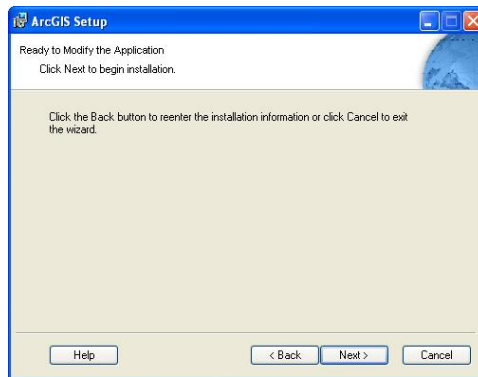 ArcGIS Setup
Ready to Modify the Application
Click Next to begin installation.
Click the Back button to reenter the installation information or click Cancel to exit
the wizard.
Help
< Back
Next >
Cancel